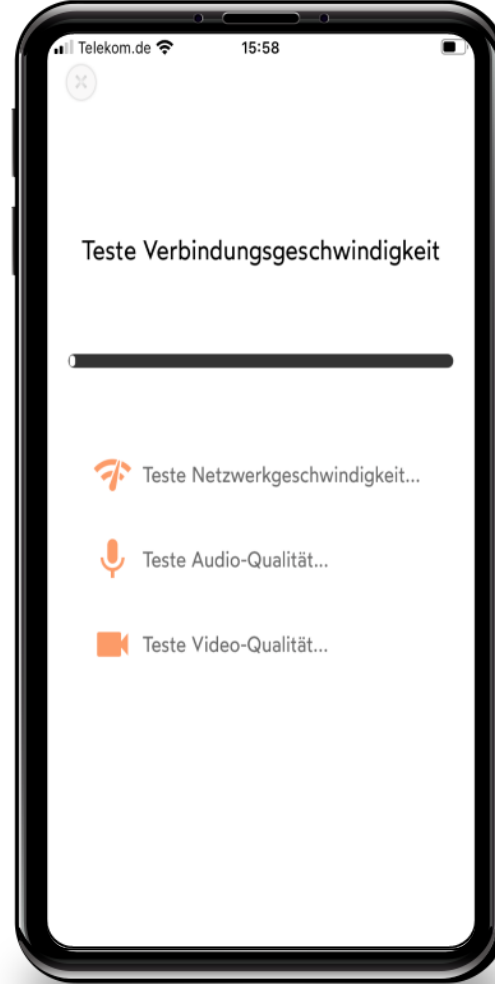 Telekom.de 15:58
Teste Verbindungsgeschwindigkeit
Teste Netzwerkgeschwindigkeit...
Teste Audio-Qualität...
Teste Video-Qualität...